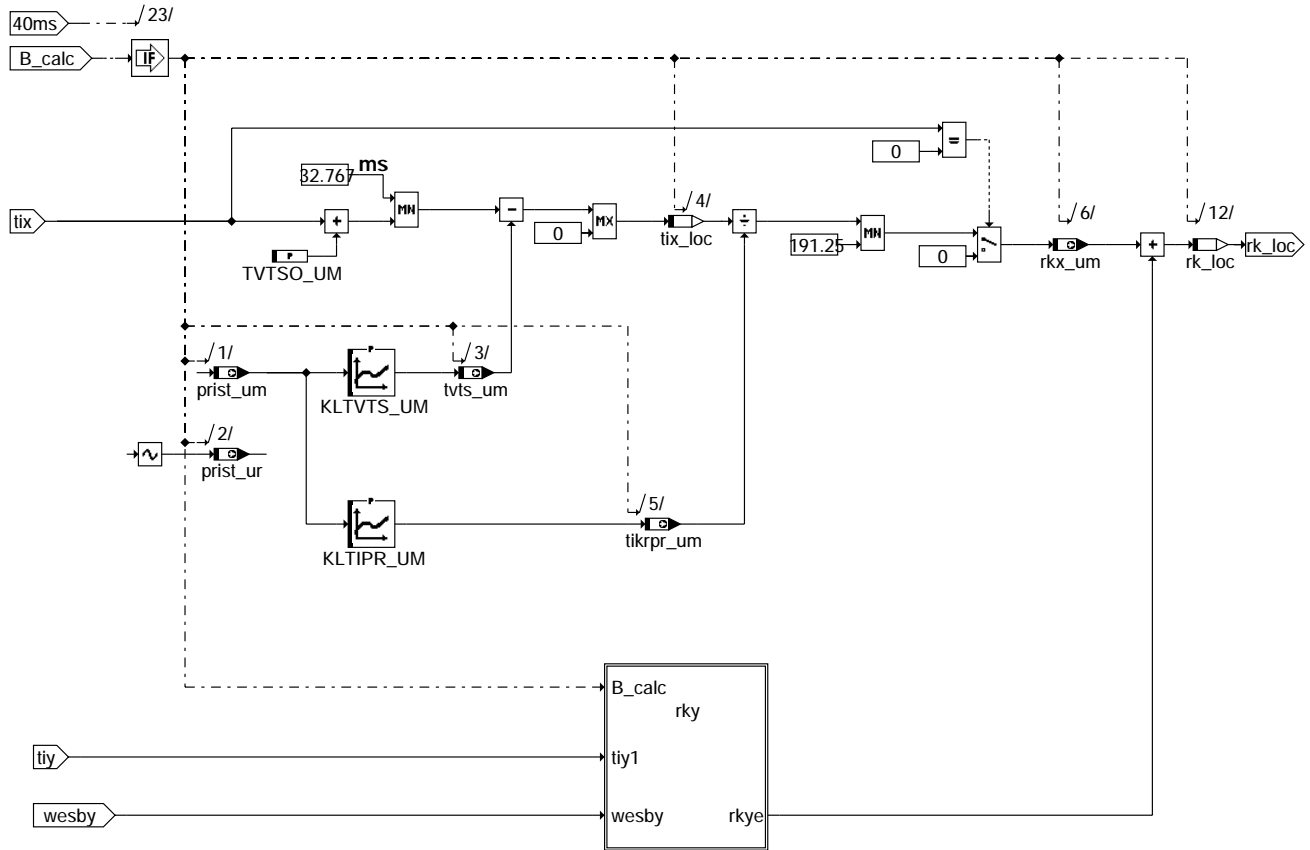 40ms
/23/
B_calc
IF
0
=
32.767
ms
MN
tix
+
P
TVTSO_UM
-
0
MX
/4/
tix_loc
÷
191.25
MN
0
/6/
rkx_um
+
/12/
rk_loc
rk_loc
/1/
prist_um
P
KLTVTS_UM
/3/
tvts_um
/2/
prist_ur
P
KLTIPR_UM
/5/
tikrpr_um
B_calc
rky
tiy
tiy1
wesby
wesby
rkye